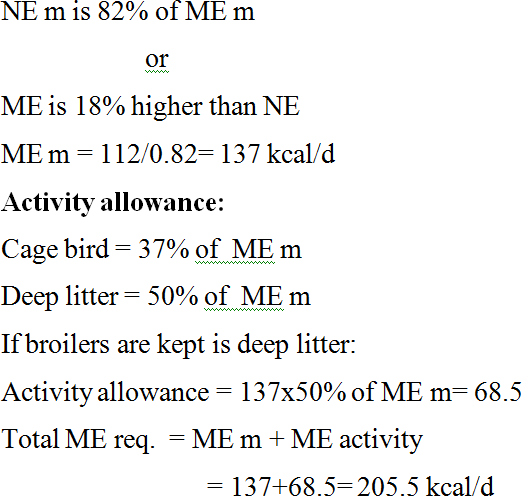 NE m is 82% of ME m
or
ME is 18% higher than NE
ME m = 112/0.82= 137 kcal/d
Activity allowance:
Cage bird = 37% of ME m
Deep litter = 50% of ME m
If broilers are kept is deep litter:
Activity allowance = 137x50% of ME m= 68.5
Total ME req. = ME m + ME activity
= 137+68.5= 205.5 kcal/d